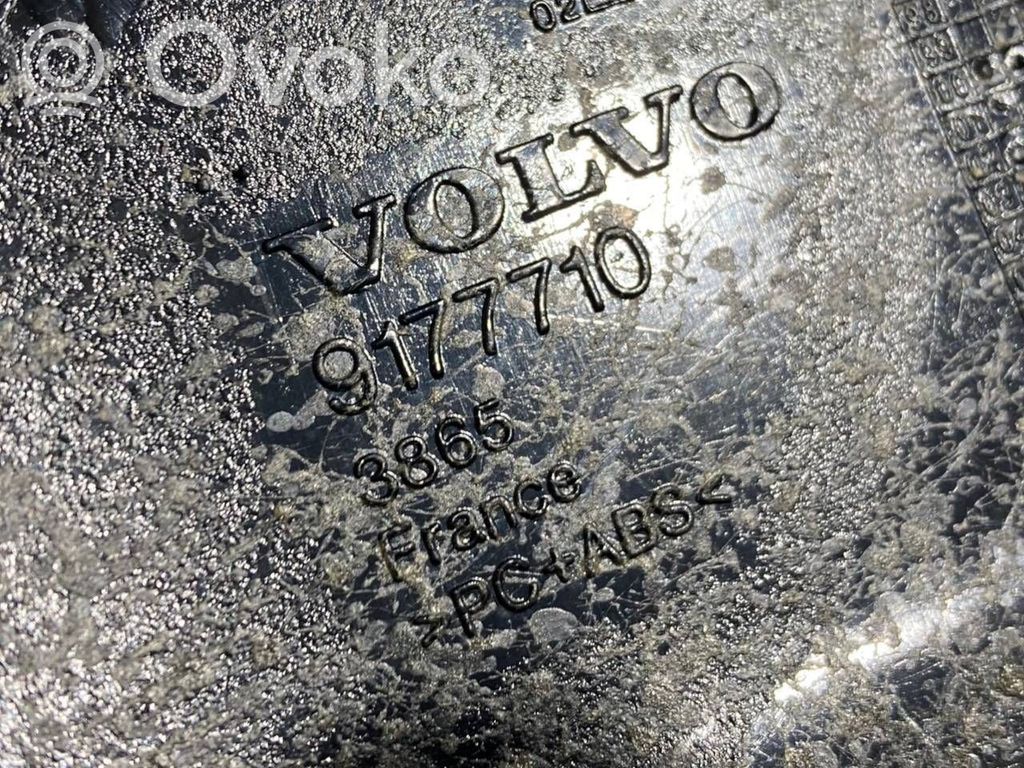 Ovoko
VOLVO
9177710
3865
France
>PC+ABS<